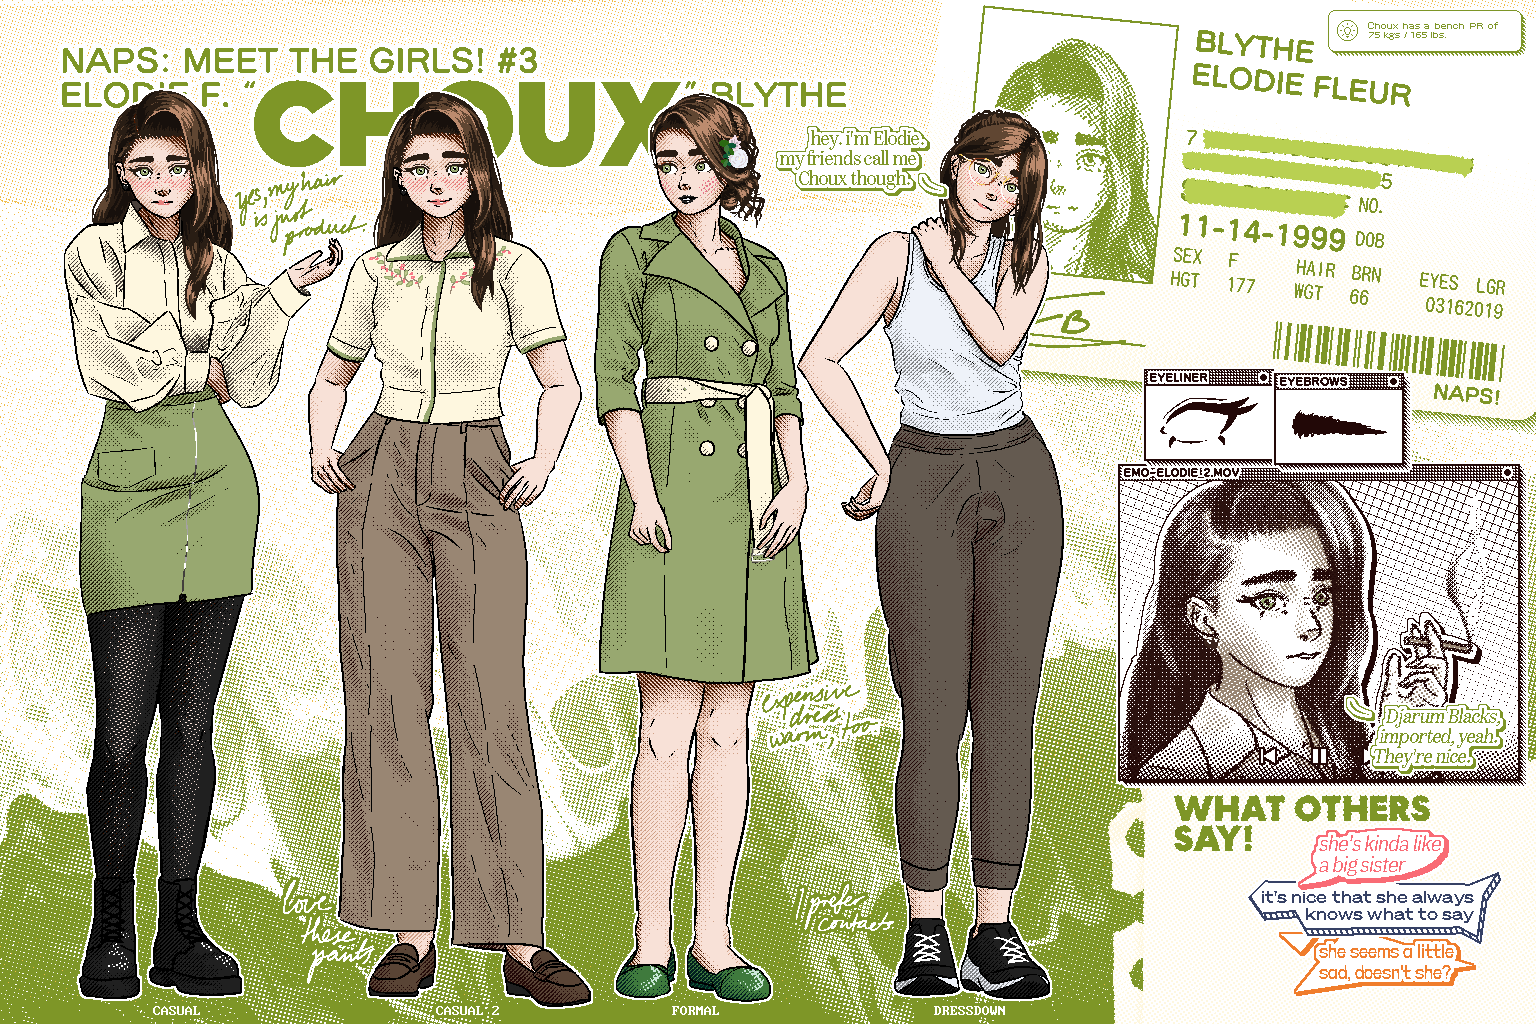 NAPS: MEET THE GIRLS! #3
ELODIE F. "CHOUX" BLYTHE
yes, my hair
is just
product.
hey. i'm Elodie.
my friends call me
Choux though.
BLYTHE
ELODIE FLEUR
Choux has a bench PR of
75 kgs / 165 lbs.
7
5
NO.
11-14-1999 DOB
SEX F HAIR BRN EYES LGR
HGT 177 WGT 66 03162019
EB
NAPS!
EYELINER
EYEBROWS
EMO-ELODIE!2.MOV
Djarum Blacks,
imported, yeah.
They're nice.
expensive
dress.
warm, too.
love
these
pants
i prefer
contacts
CASUAL
CASUAL 2
FORMAL
DRESSDOWN
WHAT OTHERS
SAY!
she's kinda like
a big sister
it's nice that she always
knows what to say
she seems a little
sad, doesn't she?